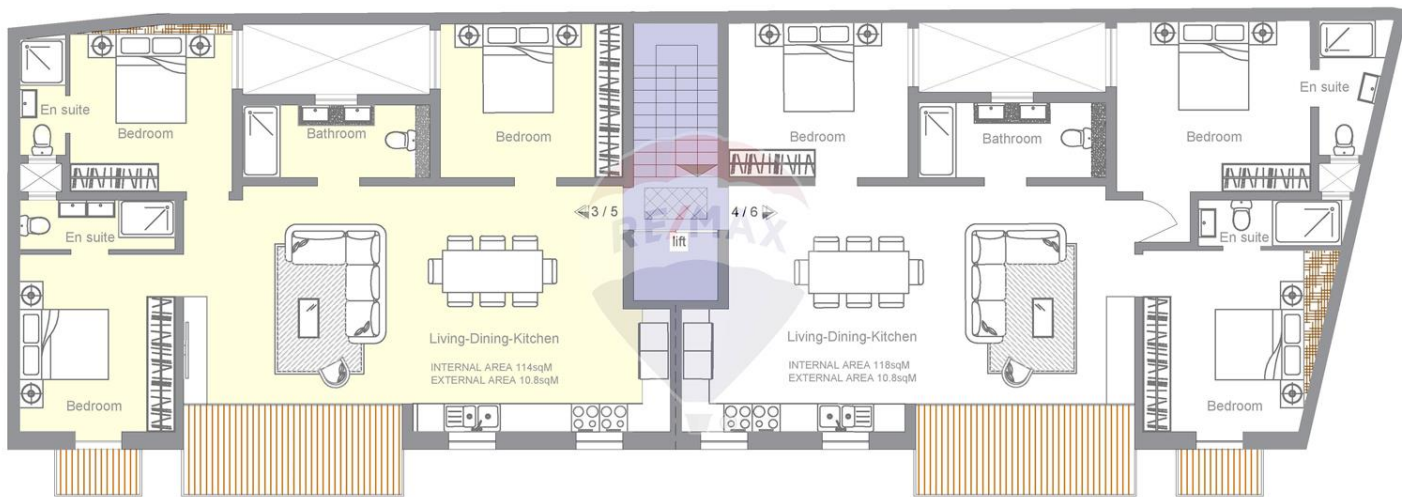 En suite
Bedroom
Bathroom
Bedroom
Bedroom
Bathroom
Bedroom
En suite
3 / 5
4 / 6
RE/MAX
lift
En suite
En suite
Living-Dining-Kitchen
INTERNAL AREA 114sqM
EXTERNAL AREA 10.8sqM
Living-Dining-Kitchen
INTERNAL AREA 118sqM
EXTERNAL AREA 10.8sqM
Bedroom
Bedroom